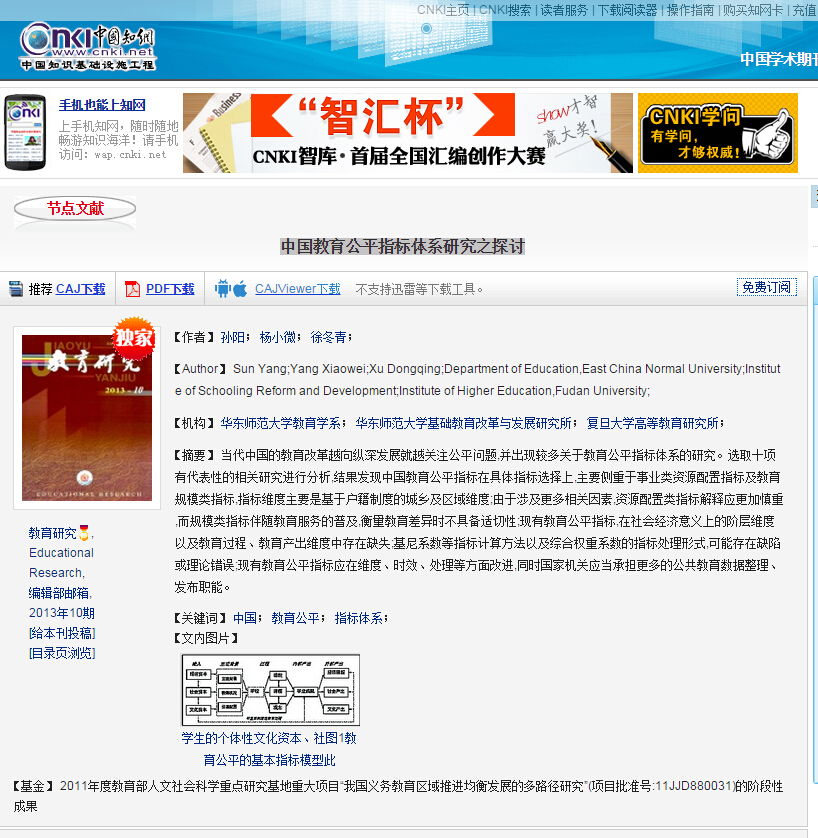 CNKI主页 | CNKI搜索 | 读者服务 | 下载阅读器 | 操作指南 | 购买知网卡 | 充值
cnki中国知网
www.cnki.net
中国知识基础设施工程
中国学术期刊
手机也能上知网
上手机知网，随时随地
畅游知识海洋！请手机
访问：wap.cnki.net
Business
“智汇杯”
CNKI智库·首届全国汇编创作大赛
show才智
赢大奖！
CNKI学问
有学问，
才够权威！
节点文献
中国教育公平指标体系研究之探讨
推荐 CAJ下载
PDF下载
CAJViewer下载
不支持迅雷等下载工具。
免费订阅
独家
JIAOYU
教育研究
YANJIU
2013-10
EDUCATIONAL RESEARCH
教育研究,
Educational
Research,
编辑部邮箱,
2013年10期
[给本刊投稿]
[目录页浏览]
【作者】 孙阳； 杨小微； 徐冬青；
【Author】 Sun Yang;Yang Xiaowei;Xu Dongqing;Department of Education,East China Normal University;Institut
e of Schooling Reform and Development;Institute of Higher Education,Fudan University;
【机构】 华东师范大学教育学系； 华东师范大学基础教育改革与发展研究所； 复旦大学高等教育研究所；
【摘要】 当代中国的教育改革越向纵深发展就越关注公平问题,并出现较多关于教育公平指标体系的研究。选取十项
有代表性的相关研究进行分析,结果发现中国教育公平指标在具体指标选择上,主要侧重于事业类资源配置指标及教育
规模类指标,指标维度主要是基于户籍制度的城乡及区域维度;由于涉及更多相关因素,资源配置类指标解释应更加慎重
,而规模类指标伴随教育服务的普及,衡量教育差异时不具备适切性;现有教育公平指标,在社会经济意义上的阶层维度
以及教育过程、教育产出维度中存在缺失;基尼系数等指标计算方法以及综合权重系数的指标处理形式,可能存在缺陷
或理论错误;现有教育公平指标应在维度、时效、处理等方面改进,同时国家机关应当承担更多的公共教育数据整理、
发布职能。
【关键词】 中国； 教育公平； 指标体系；
【文内图片】
学生的个体性文化资本、社图1教
育公平的基本指标模型此
【基金】 2011年度教育部人文社会科学重点研究基地重大项目“我国义务教育区域推进均衡发展的多路径研究”(项目批准号:11JJD880031)的阶段性
成果